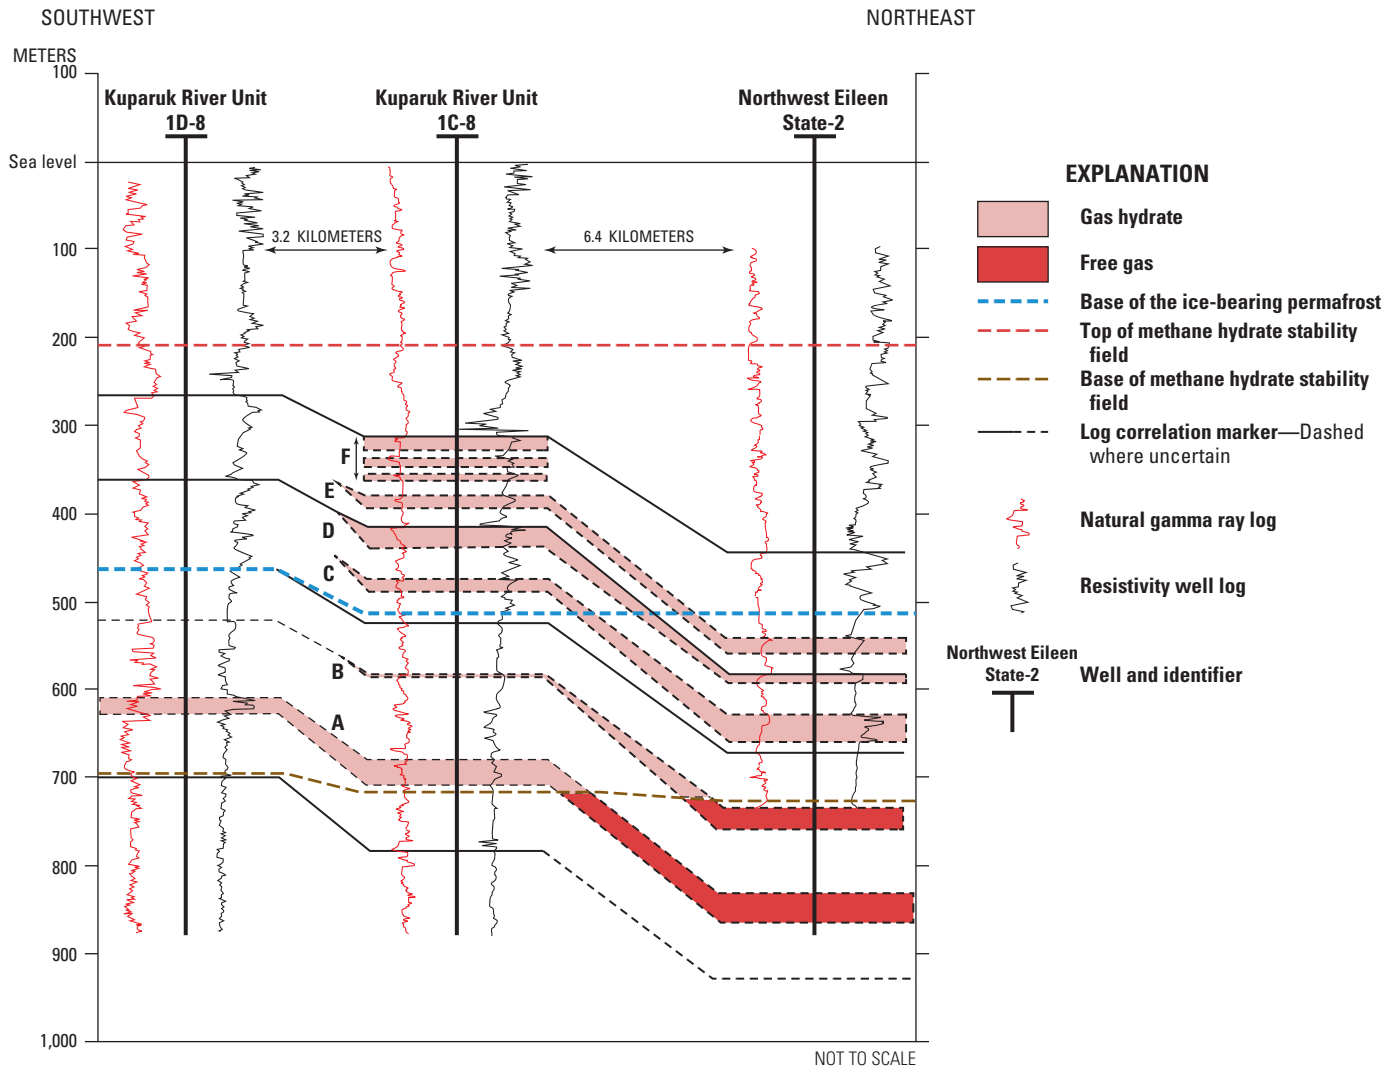 SOUTHWEST
NORTHEAST
METERS
100
Kuparuk River Unit
1D-8
Kuparuk River Unit
1C-8
Northwest Eileen
State-2
Sea level
3.2 KILOMETERS
6.4 KILOMETERS
100
200
300
400
500
600
700
800
900
1,000
F
E
D
C
B
A
NOT TO SCALE
EXPLANATION
Gas hydrate
Free gas
Base of the ice-bearing permafrost
Top of methane hydrate stability
field
Base of methane hydrate stability
field
Log correlation marker—Dashed
where uncertain
Natural gamma ray log
Resistivity well log
Northwest Eileen
State-2
Well and identifier